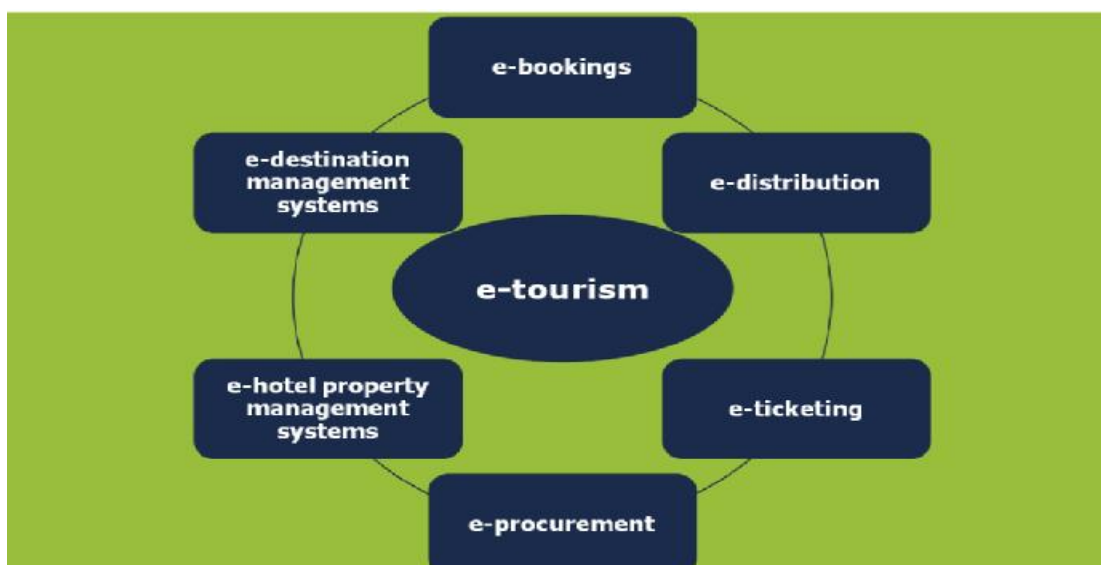 e-bookings
e-destination
management
systems
e-distribution
e-tourism
e-hotel property
management
systems
e-ticketing
e-procurement